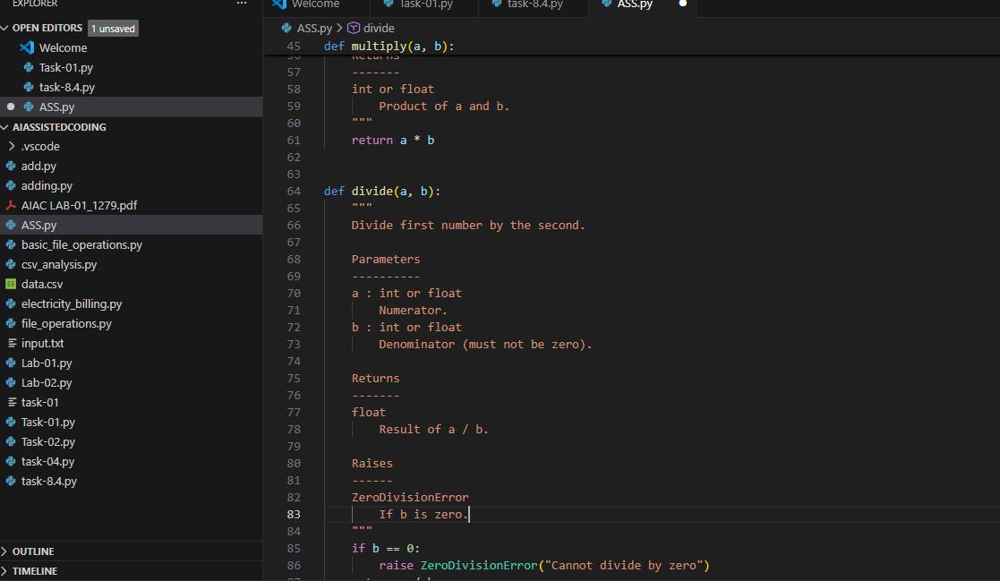 EXPLORER
···
OPEN EDITORS 1 unsaved
Welcome
Task-01.py
task-8.4.py
ASS.py
AIASSISTEDCODING
.vscode
add.py
adding.py
AIAC LAB-01_1279.pdf
ASS.py
basic_file_operations.py
csv_analysis.py
data.csv
electricity_billing.py
file_operations.py
input.txt
Lab-01.py
Lab-02.py
task-01
Task-01.py
Task-02.py
task-04.py
task-8.4.py
OUTLINE
TIMELINE
Welcome Task-01.py task-8.4.py ASS.py
ASS.py > divide
45 def multiply(a, b):
56 Returns
57 -------
58 int or float
59 Product of a and b.
60 """
61 return a * b
62
63
64 def divide(a, b):
65 """
66 Divide first number by the second.
67
68 Parameters
69 ----------
70 a : int or float
71 Numerator.
72 b : int or float
73 Denominator (must not be zero).
74
75 Returns
76 -------
77 float
78 Result of a / b.
79
80 Raises
81 ------
82 ZeroDivisionError
83 If b is zero.
84 """
85 if b == 0:
86 raise ZeroDivisionError("Cannot divide by zero")
87